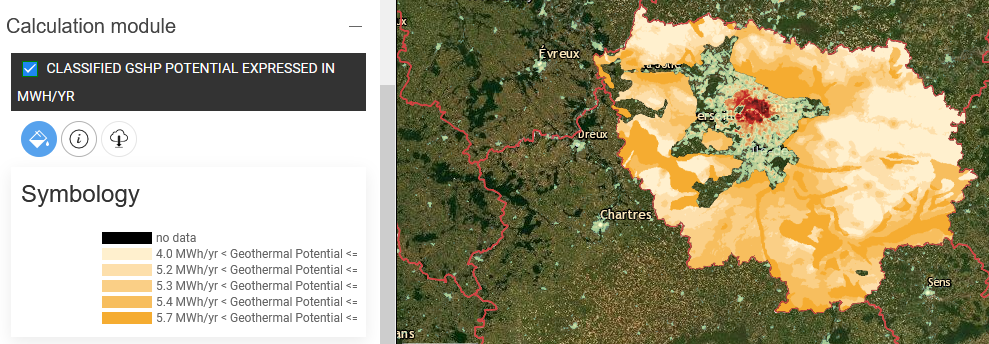 Calculation module
CLASSIFIED GSHP POTENTIAL EXPRESSED IN
MWH/YR
Symbology
no data
4.0 MWh/yr < Geothermal Potential <=
5.2 MWh/yr < Geothermal Potential <=
5.3 MWh/yr < Geothermal Potential <=
5.4 MWh/yr < Geothermal Potential <=
5.7 MWh/yr < Geothermal Potential <=
ux
Évreux
Dreux
Chartres
Sens
ans